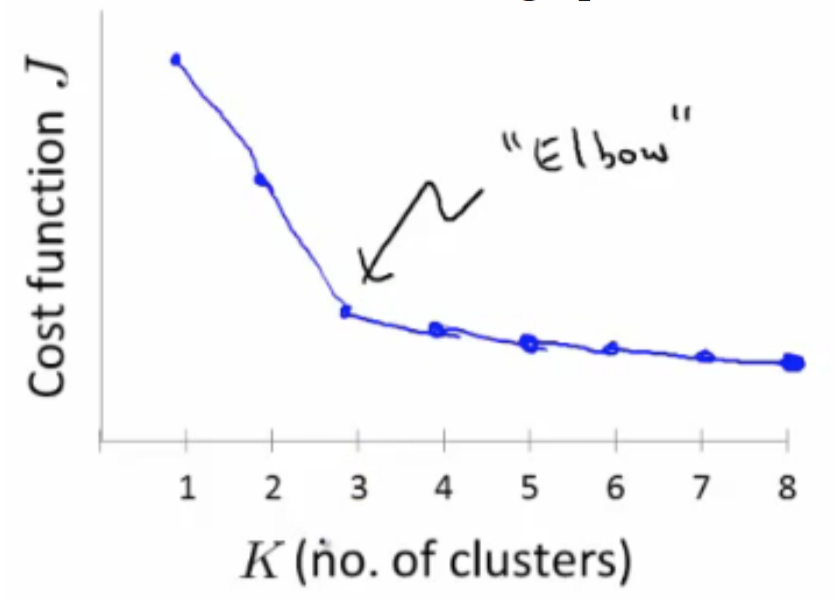 "Elbow"
Cost function J
1 2 3 4 5 6 7 8
K (no. of clusters)